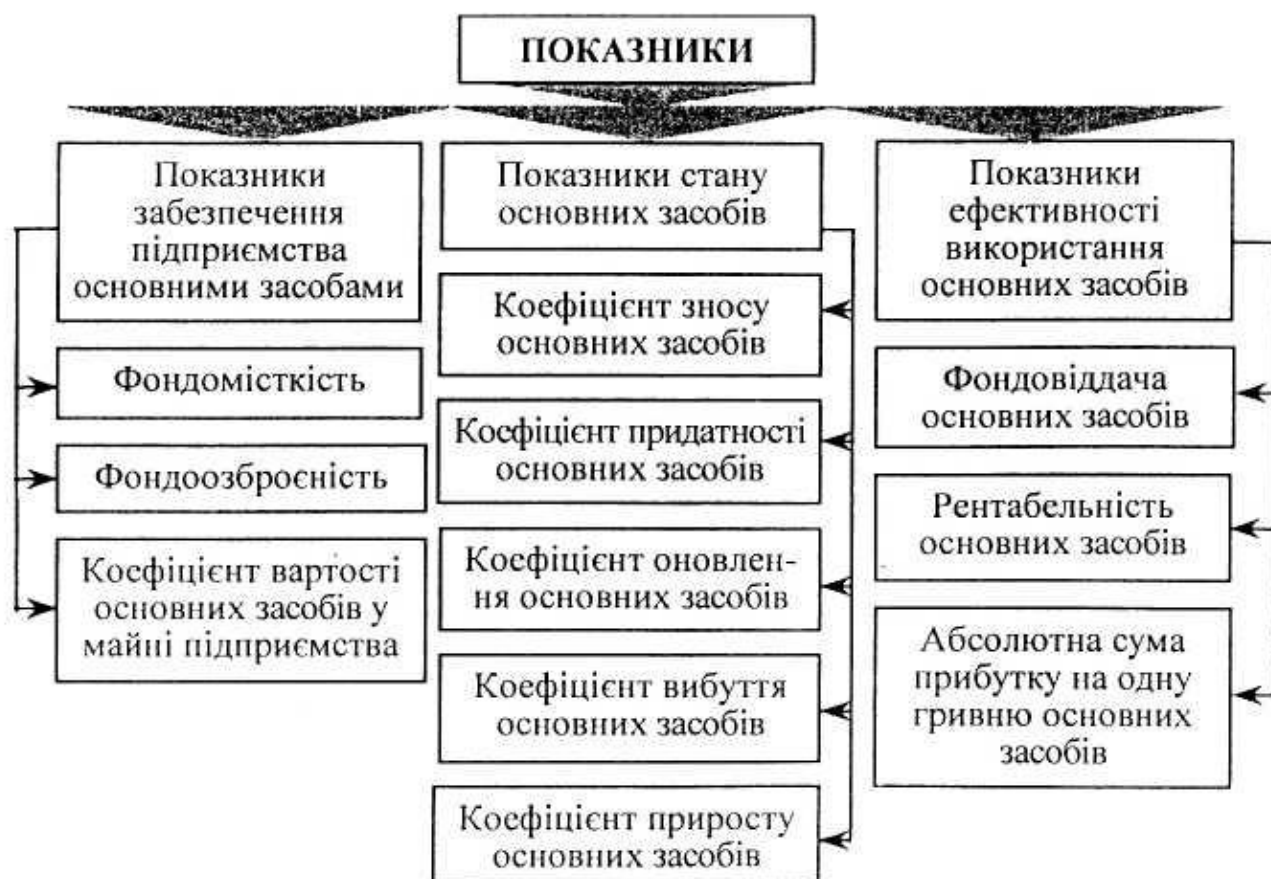 ПОКАЗНИКИ
Показники
забезпечення
підприємства
основними засобами
Фондомісткість
Фондоозброєність
Коефіцієнт вартості
основних засобів у
майні підприємства
Показники стану
основних засобів
Коефіцієнт зносу
основних засобів
Коефіцієнт придатності
основних засобів
Коефіцієнт оновлен-
ня основних засобів
Коефіцієнт вибуття
основних засобів
Коефіцієнт приросту
основних засобів
Показники
ефективності
використання
основних засобів
Фондовіддача
основних засобів
Рентабельність
основних засобів
Абсолютна сума
прибутку на одну
гривню основних
засобів